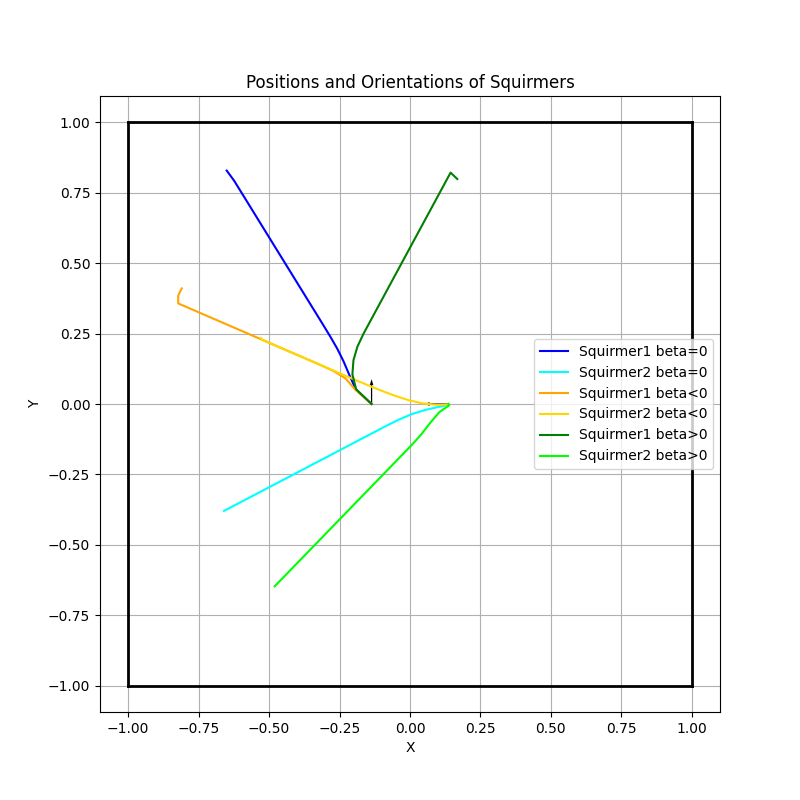 Positions and Orientations of Squirmers
1.00
0.75
0.50
0.25
0.00
−0.25
−0.50
−0.75
−1.00
Y
Squirmer1 beta=0
Squirmer2 beta=0
Squirmer1 beta<0
Squirmer2 beta<0
Squirmer1 beta>0
Squirmer2 beta>0
−1.00 −0.75 −0.50 −0.25 0.00 0.25 0.50 0.75 1.00
X